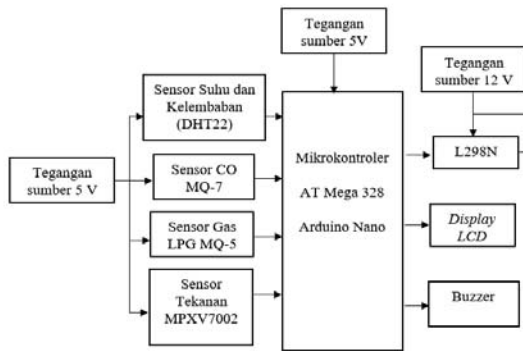 Tegangan
sumber 5V
Tegangan
sumber 12 V
Sensor Suhu dan
Kelembaban
(DHT22)
Tegangan
sumber 5 V
Sensor CO
MQ-7
Sensor Gas
LPG MQ-5
Sensor
Tekanan
MPXV7002
Mikrokontroler
AT Mega 328
Arduino Nano
L298N
Display
LCD
Buzzer